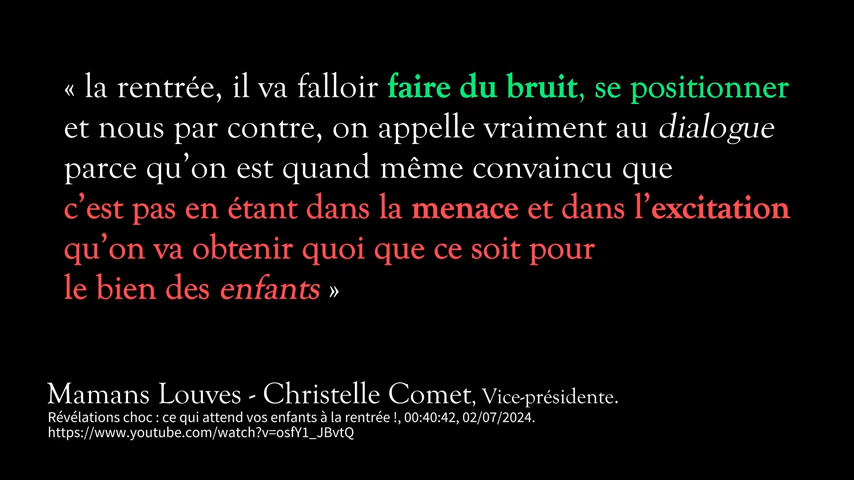 « la rentrée, il va falloir faire du bruit, se positionner
et nous par contre, on appelle vraiment au dialogue
parce qu’on est quand même convaincu que
c’est pas en étant dans la menace et dans l’excitation
qu’on va obtenir quoi que ce soit pour
le bien des enfants »
Mamans Louves - Christelle Comet, Vice-présidente.
Révélations choc : ce qui attend vos enfants à la rentrée !, 00:40:42, 02/07/2024.
https://www.youtube.com/watch?v=osfY1_JBvtQ